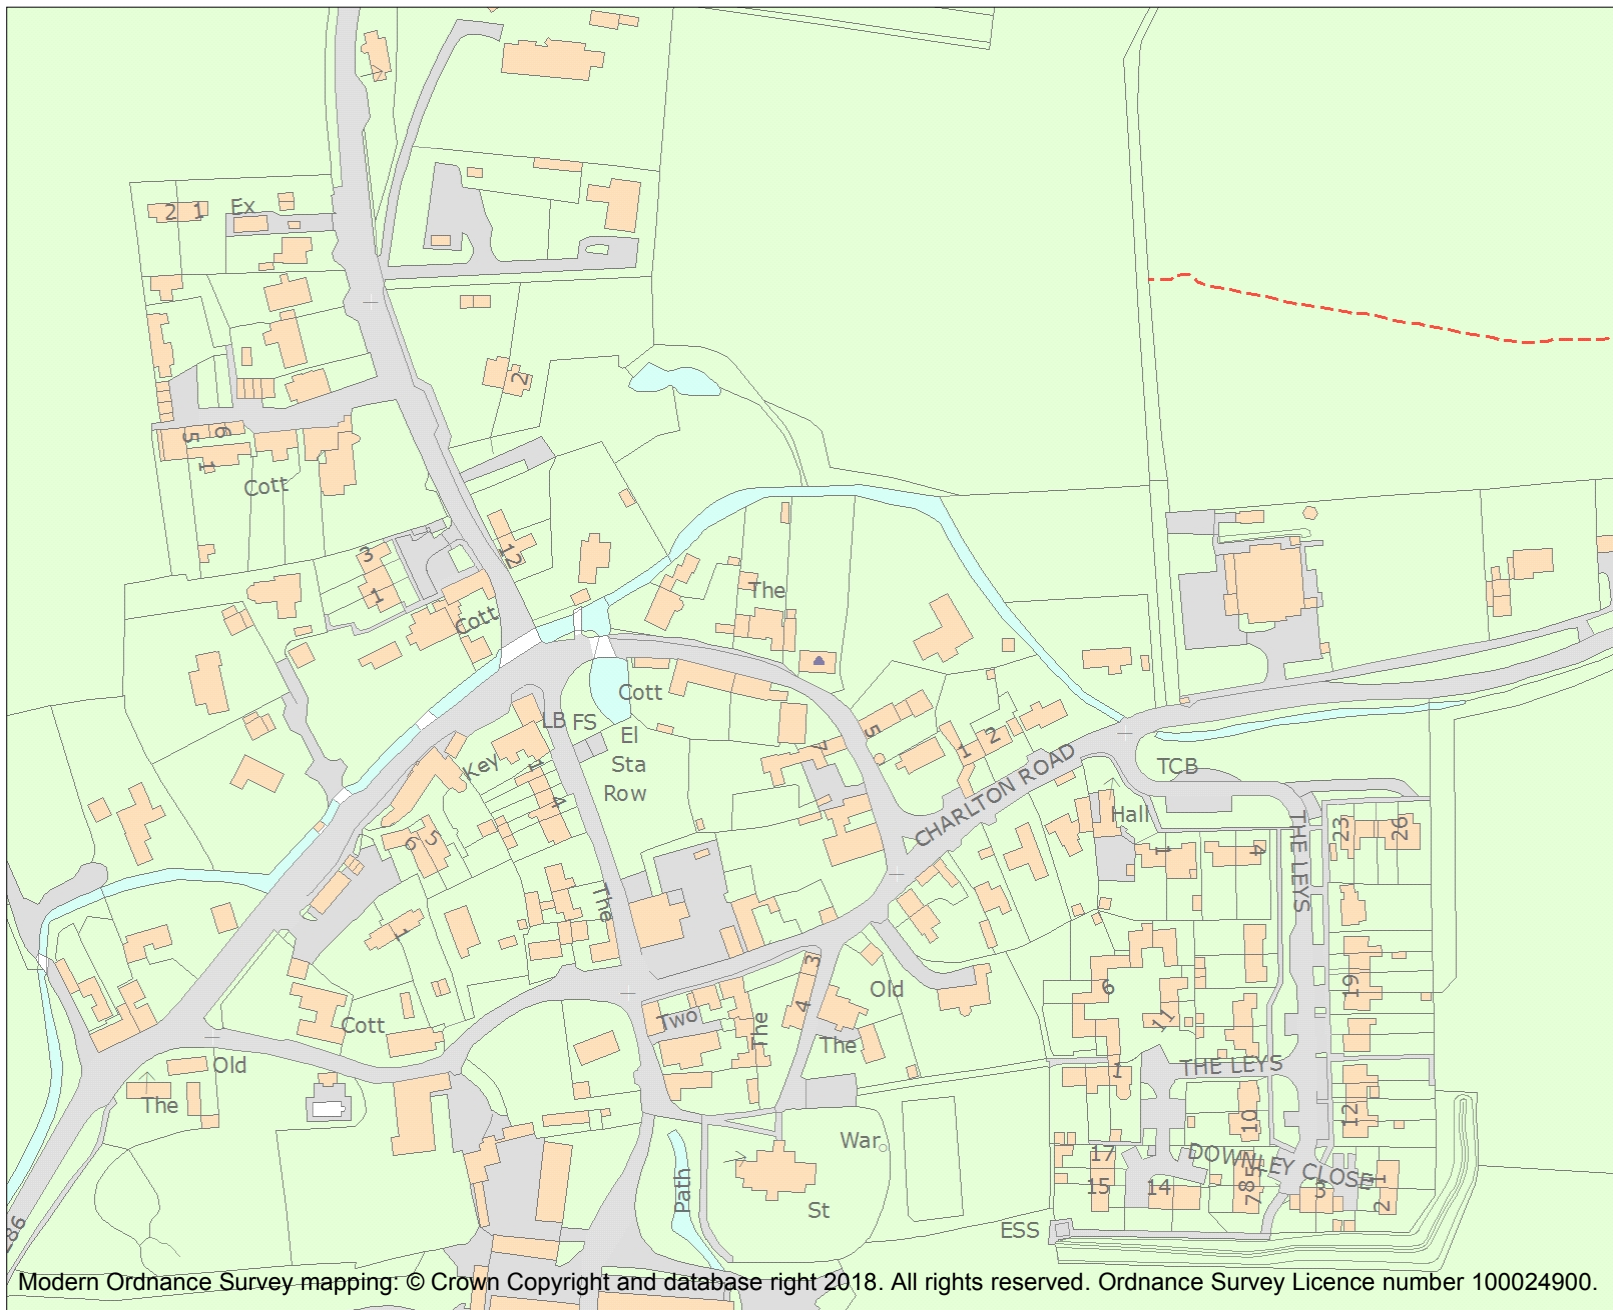 2 1 Ex
2
5 6
1
Cott
3
1
12
Cott
The
Cott
LB FS
El
Sta
Row
Key
1
4
6 5
7
5
1 2
CHARLTON ROAD
TCB
Hall
1
4
THE LEYS
23
26
The
1
Old
3
4
Two
The
The
6
11
19
Cott
Old
The
THE LEYS
1
10
12
War
Path
St
17
15
14
DOWNLEY CLOSE
5
78
3
1
2
ESS
Modern Ordnance Survey mapping: © Crown Copyright and database right 2018. All rights reserved. Ordnance Survey Licence number 100024900.